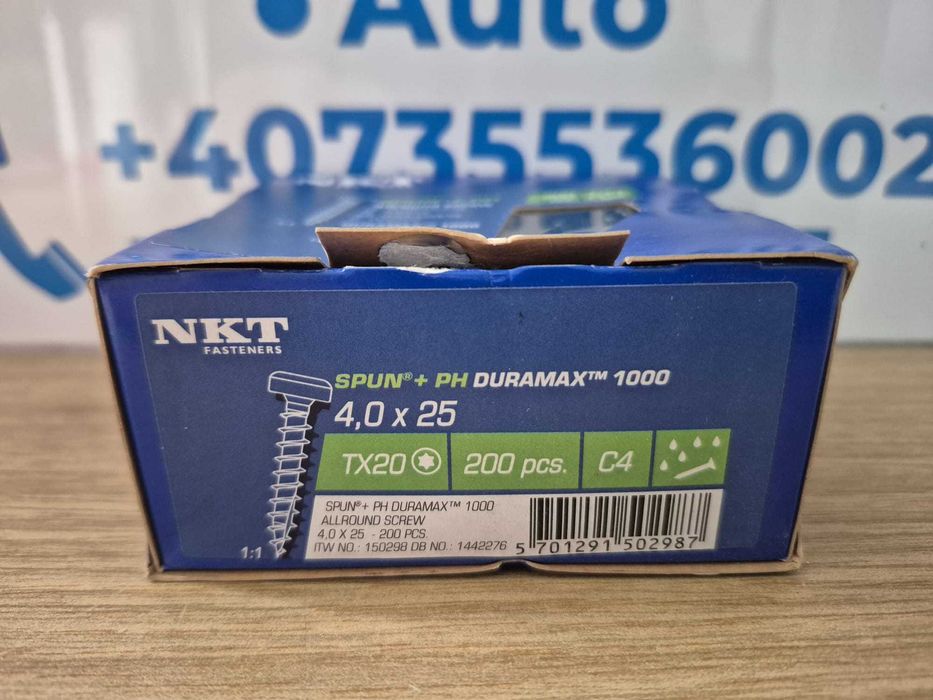 Auto
+40735536002
NKT
NKT
FASTENERS
SPUN®+ PH DURAMAX™ 1000
4,0 x 25
TX20
200 pcs.
C4
SPUN®+ PH DURAMAX™ 1000
ALLROUND SCREW
4,0 X 25 - 200 PCS.
ITW NO.: 150298 DB NO.: 1442276
5 701291 502987
1:1